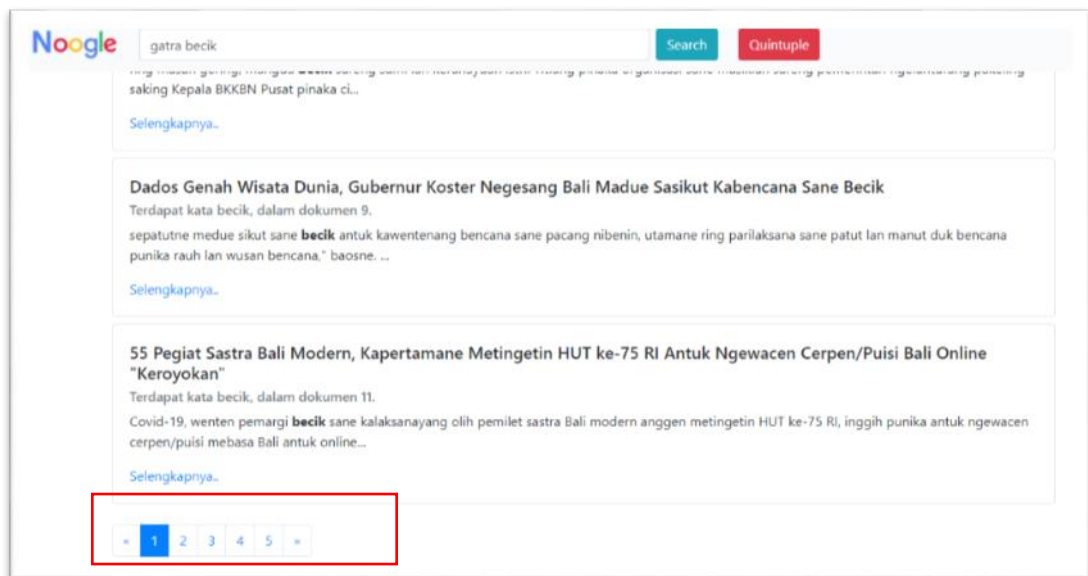 Noogle gatra becik Search Quintuple
saking Kepala BKKBN Pusat pinaka ci...
Selengkapnya..
Dados Genah Wisata Dunia, Gubernur Koster Negesang Bali Madue Sasikut Kabencana Sane Becik
Terdapat kata becik, dalam dokumen 9.
sepatutne medue sikut sane becik antuk kawentenang bencana sane pacang nibenin, utamane ring parilaksana sane patut lan manut duk bencana
punika rauh lan wusan bencana," baosne. ...
Selengkapnya..
55 Pegiat Sastra Bali Modern, Kapertamane Metingetin HUT ke-75 RI Antuk Ngewacen Cerpen/Puisi Bali Online
"Keroyokan"
Terdapat kata becik, dalam dokumen 11.
Covid-19, wenten pemargi becik sane kalaksanayang olih pemilet sastra Bali modern anggen metingetin HUT ke-75 RI, inggih punika antuk ngewacen
cerpen/puisi mebasa Bali antuk online...
Selengkapnya..
« 1 2 3 4 5 »